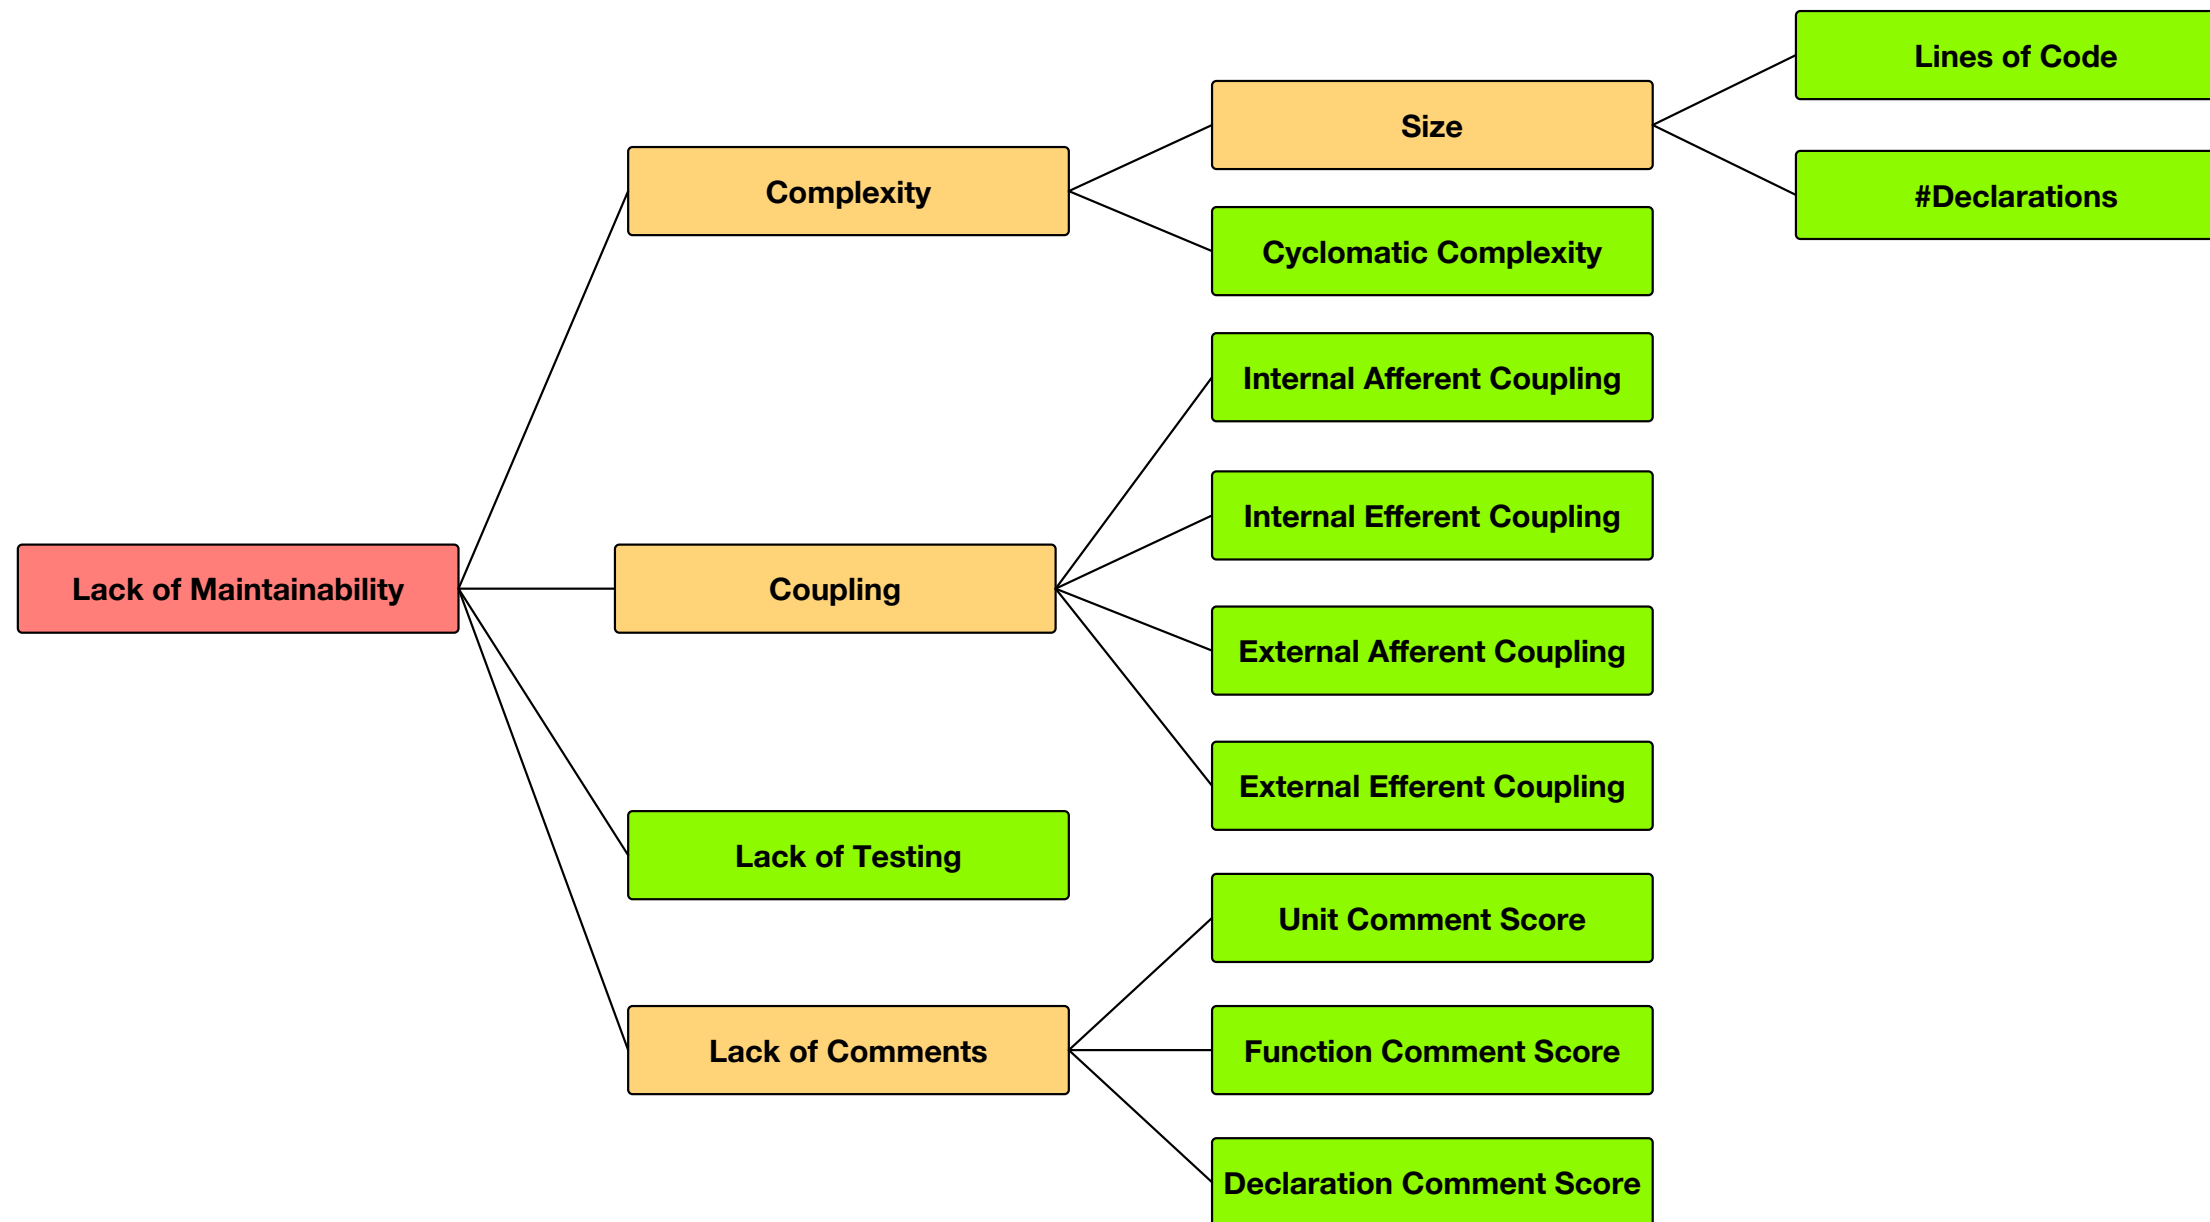 Lines of Code
Size
Complexity
#Declarations
Cyclomatic Complexity
Internal Afferent Coupling
Internal Efferent Coupling
Lack of Maintainability
Coupling
External Afferent Coupling
External Efferent Coupling
Lack of Testing
Unit Comment Score
Lack of Comments
Function Comment Score
Declaration Comment Score